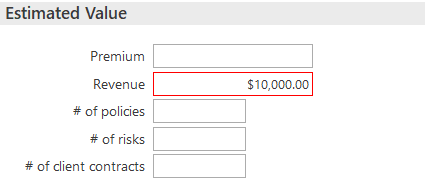 Estimated Value
Premium
Revenue $10,000.00
# of policies
# of risks
# of client contracts